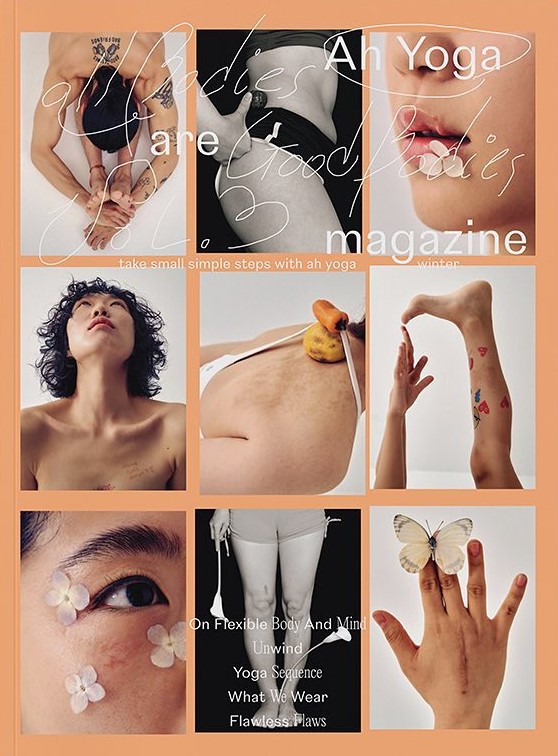 Ah Yoga
all Bodies
are Good Bodies
Vol. 3
magazine
take small simple steps with ah yoga
winter
On Flexible Body And Mind
Unwind
Yoga Sequence
What We Wear
Flawless Flaws